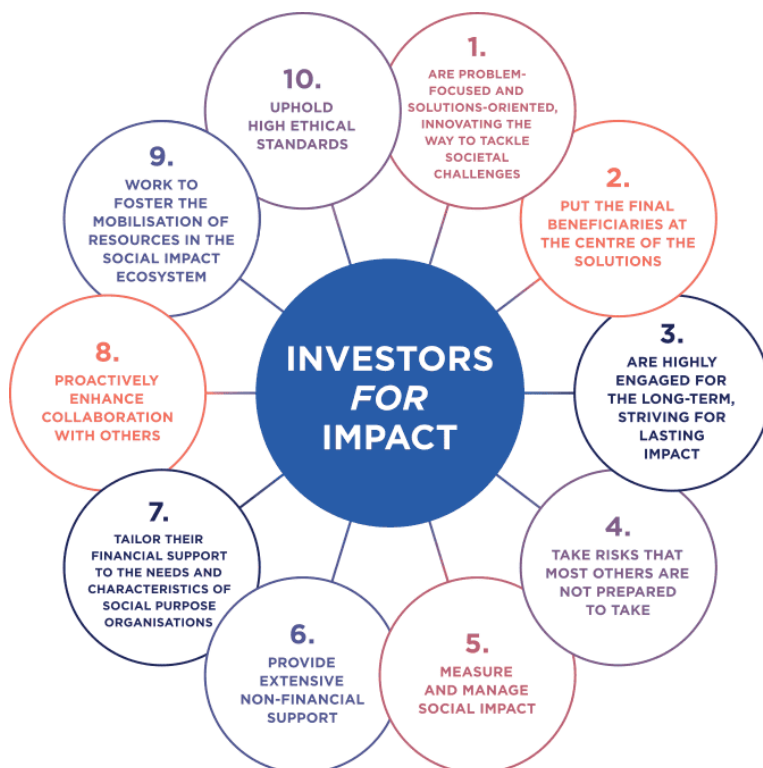 INVESTORS
FOR
IMPACT
1.
ARE PROBLEM-
FOCUSED AND
SOLUTIONS-ORIENTED,
INNOVATING THE
WAY TO TACKLE
SOCIETAL
CHALLENGES
2.
PUT THE FINAL
BENEFICIARIES AT
THE CENTRE OF THE
SOLUTIONS
3.
ARE HIGHLY
ENGAGED FOR
THE LONG-TERM,
STRIVING FOR
LASTING
IMPACT
4.
TAKE RISKS THAT
MOST OTHERS ARE
NOT PREPARED
TO TAKE
5.
MEASURE
AND MANAGE
SOCIAL IMPACT
6.
PROVIDE
EXTENSIVE
NON-FINANCIAL
SUPPORT
7.
TAILOR THEIR
FINANCIAL SUPPORT
TO THE NEEDS AND
CHARACTERISTICS OF
SOCIAL PURPOSE
ORGANISATIONS
8.
PROACTIVELY
ENHANCE
COLLABORATION
WITH OTHERS
9.
WORK TO
FOSTER THE
MOBILISATION OF
RESOURCES IN THE
SOCIAL IMPACT
ECOSYSTEM
10.
UPHOLD
HIGH ETHICAL
STANDARDS